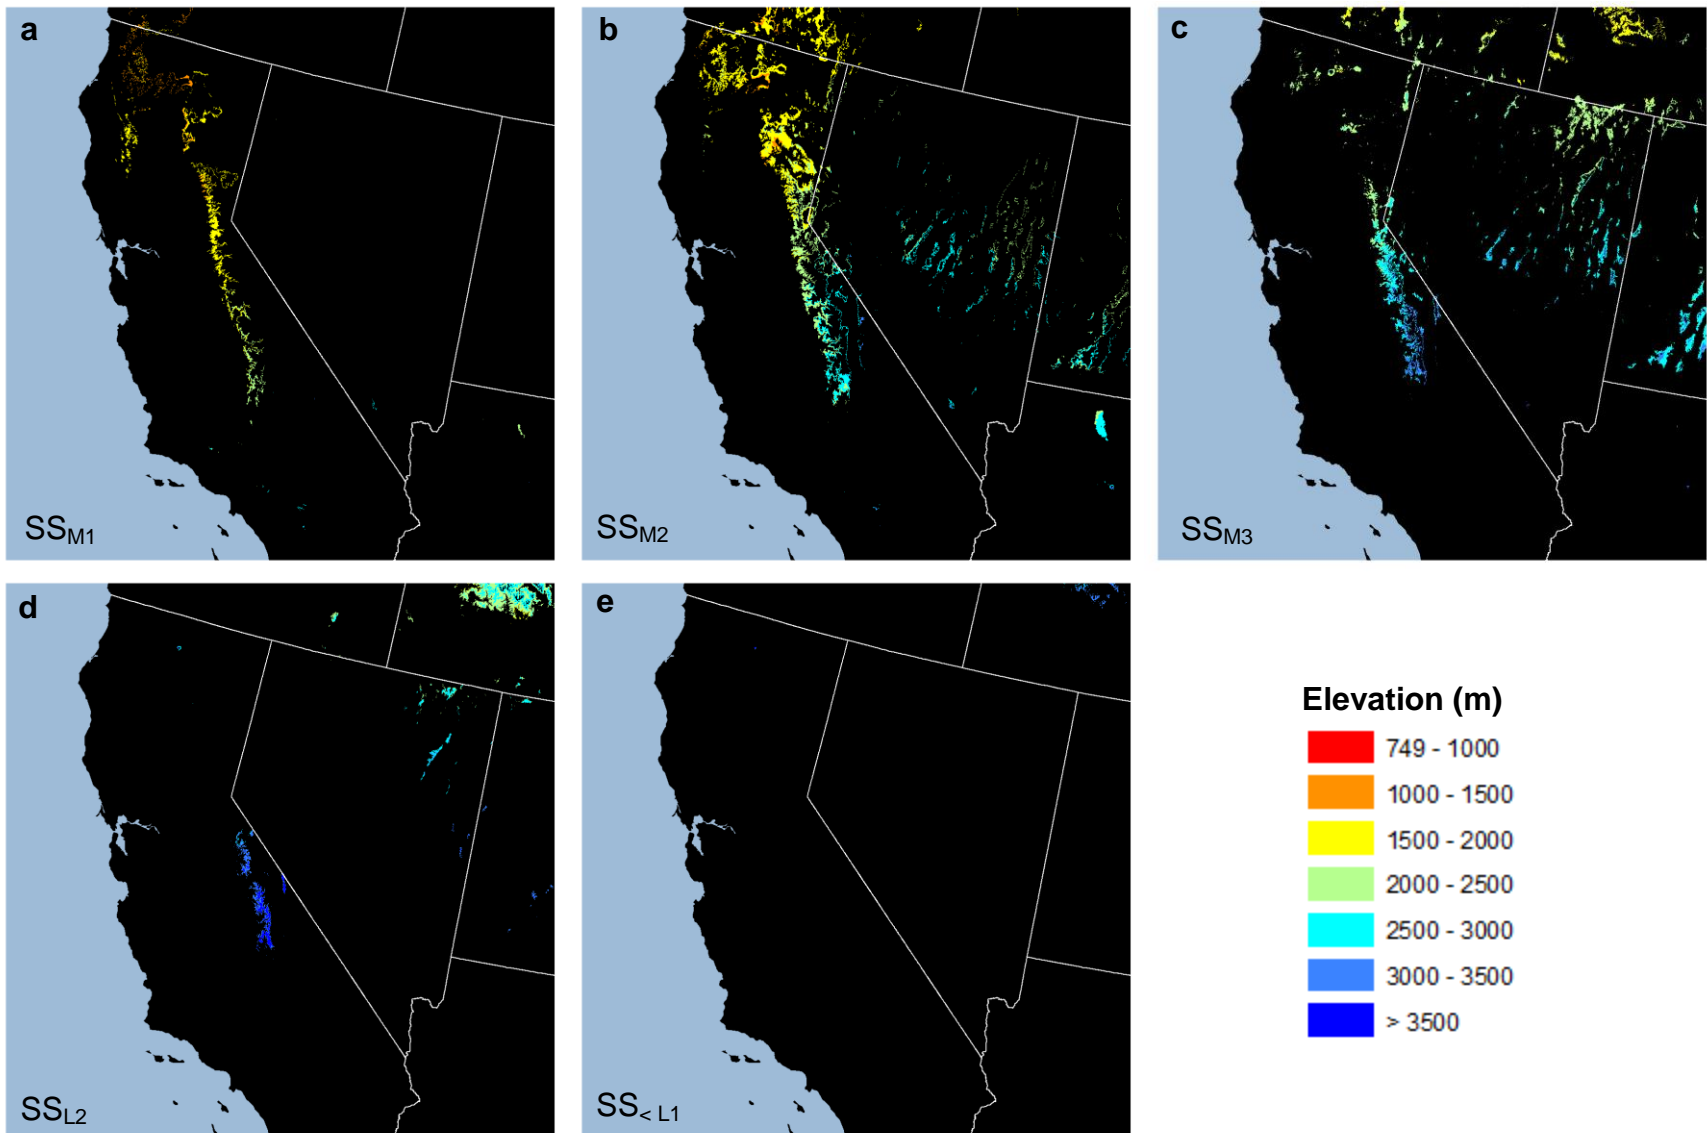 a
b
c
SSM1
SSM2
SSM3
d
e
SSL2
SS< L1
Elevation (m)
749 - 1000
1000 - 1500
1500 - 2000
2000 - 2500
2500 - 3000
3000 - 3500
> 3500